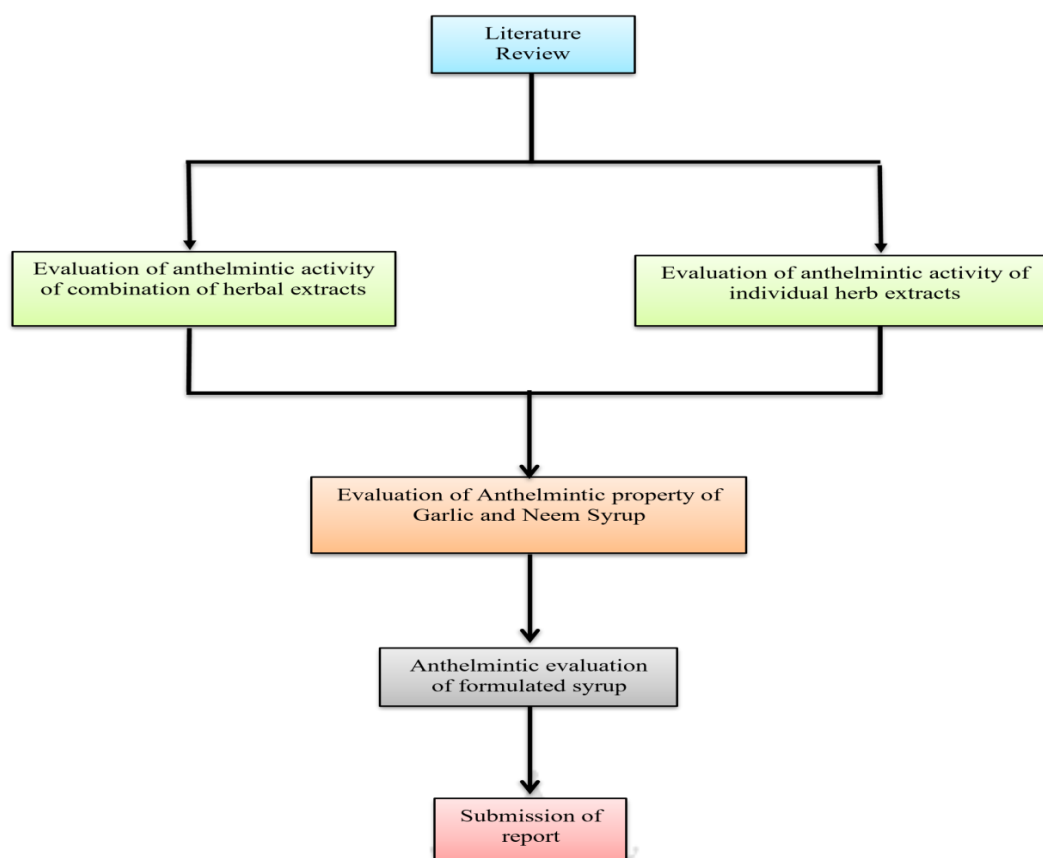 Literature
Review
Evaluation of anthelmintic activity
of combination of herbal extracts
Evaluation of anthelmintic activity of
individual herb extracts
Evaluation of Anthelmintic property of
Garlic and Neem Syrup
Anthelmintic evaluation
of formulated syrup
Submission of
report